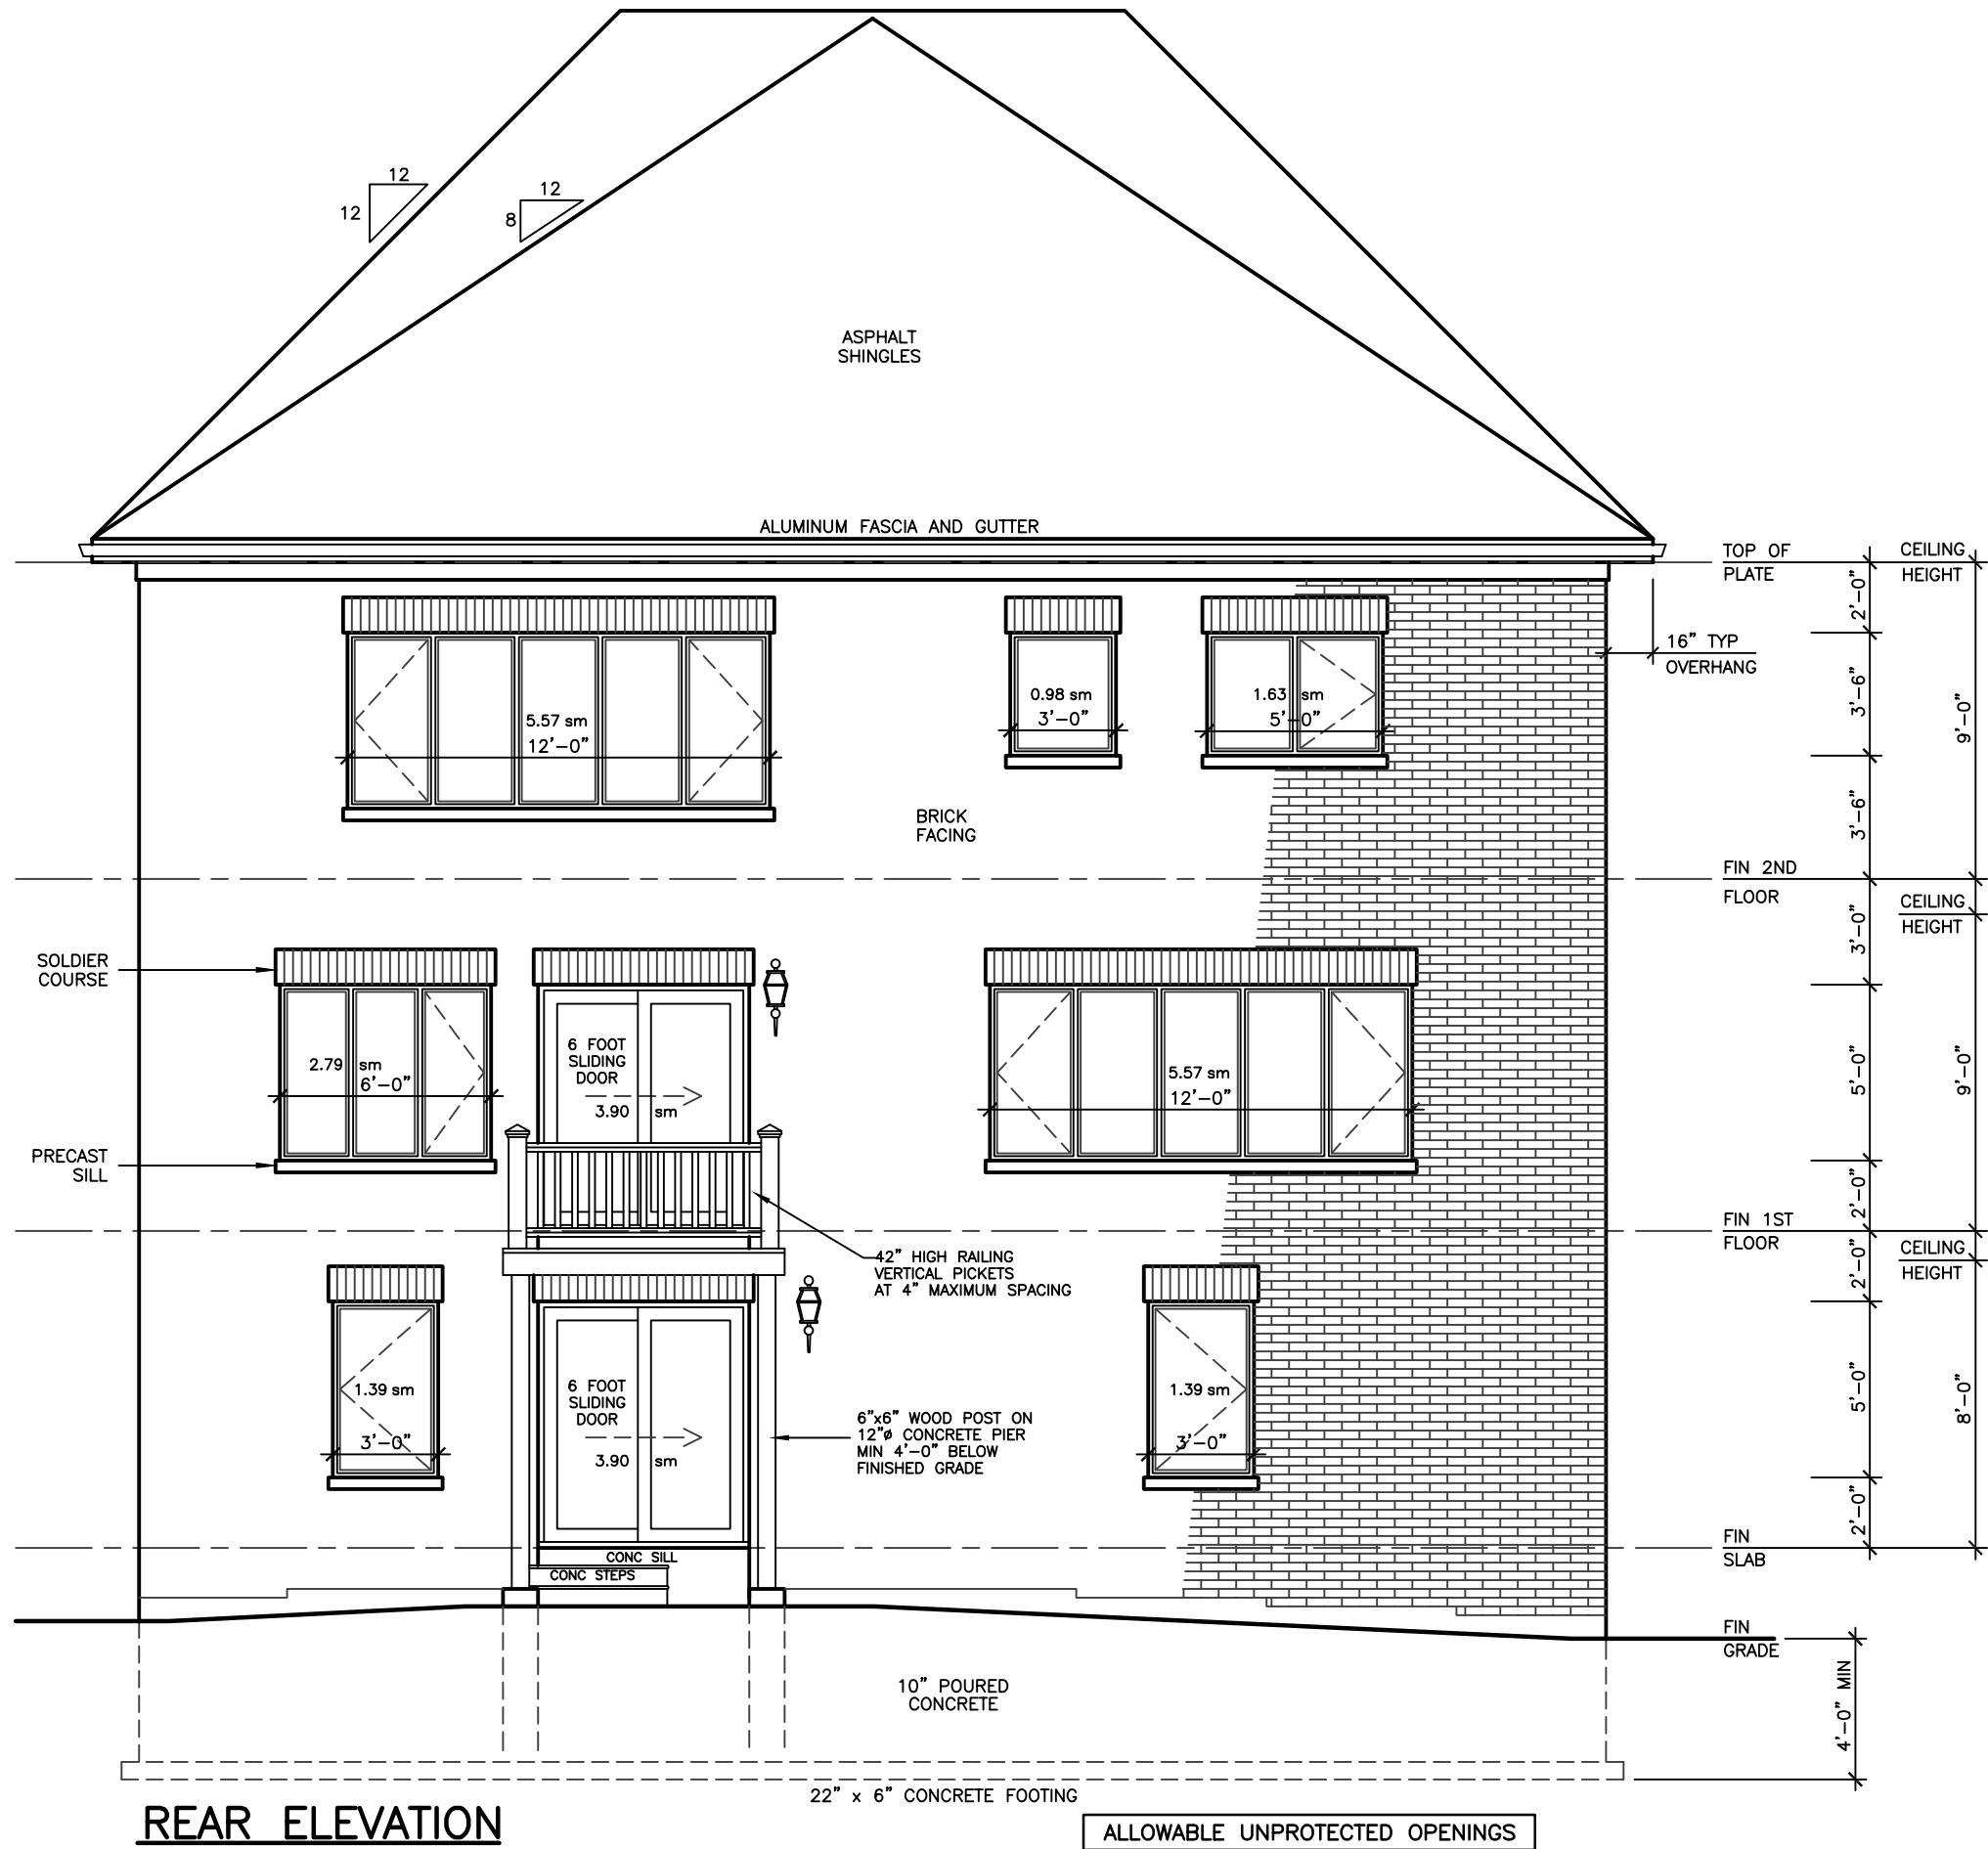 12
12
12
8
ASPHALT
SHINGLES
ALUMINUM FASCIA AND GUTTER
TOP OF
PLATE
CEILING
HEIGHT
2'-0"
16" TYP
OVERHANG
5.57 sm
12'-0"
0.98 sm
3'-0"
1.63 sm
5'-0"
3'-6"
9'-0"
BRICK
FACING
3'-6"
FIN 2ND
FLOOR
CEILING
HEIGHT
3'-0"
SOLDIER
COURSE
6 FOOT
SLIDING
DOOR
3.90 sm
2.79 sm
6'-0"
5.57 sm
12'-0"
5'-0"
9'-0"
PRECAST
SILL
2'-0"
FIN 1ST
FLOOR
CEILING
HEIGHT
2'-0"
42" HIGH RAILING
VERTICAL PICKETS
AT 4" MAXIMUM SPACING
1.39 sm
3'-0"
6 FOOT
SLIDING
DOOR
3.90 sm
1.39 sm
3'-0"
5'-0"
8'-0"
6"x6" WOOD POST ON
12"ø CONCRETE PIER
MIN 4'-0" BELOW
FINISHED GRADE
2'-0"
FIN
SLAB
CONC SILL
CONC STEPS
FIN
GRADE
4'-0" MIN
10" POURED
CONCRETE
22" x 6" CONCRETE FOOTING
REAR ELEVATION
ALLOWABLE UNPROTECTED OPENINGS